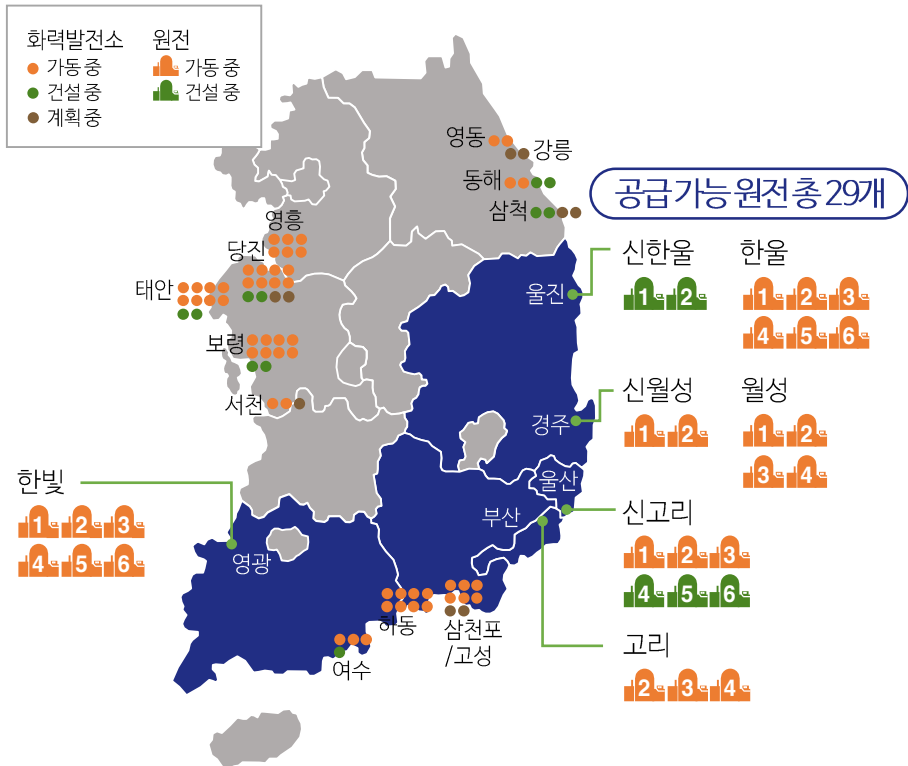 화력발전소
가동 중
건설 중
계획 중
원전
가동 중
건설 중
공급 가능 원전 총 29개
영동
강릉
동해
삼척
영흥
당진
태안
보령
서천
울진
경주
울산
부산
영광
하동
삼천포
/고성
여수
신한울
1 2
한울
1 2 3
4 5 6
신월성
1 2
월성
1 2
3 4
신고리
1 2 3
4 5 6
고리
2 3 4
한빛
1 2 3
4 5 6